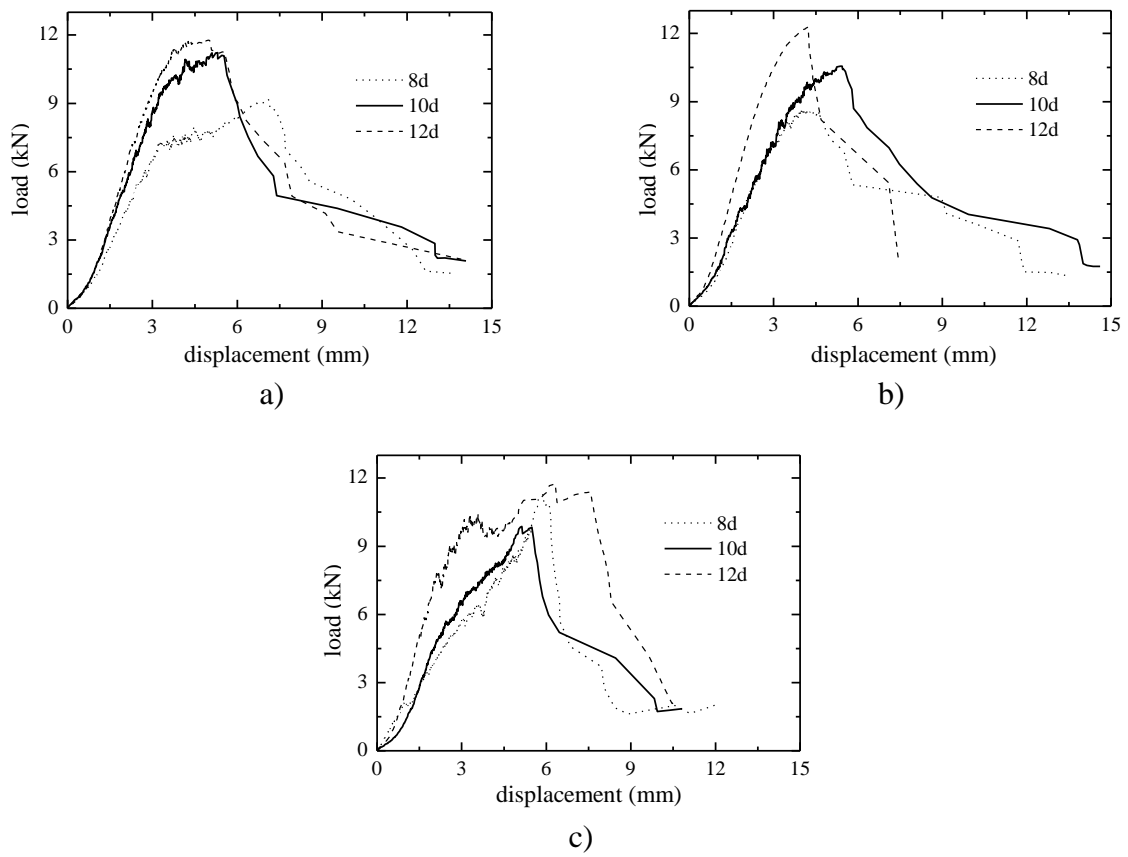 12
9
6
3
0
load (kN)
0 3 6 9 12 15
displacement (mm)
8d
10d
12d
a)
12
9
6
3
0
load (kN)
0 3 6 9 12 15
displacement (mm)
8d
10d
12d
b)
12
9
6
3
0
load (kN)
0 3 6 9 12 15
displacement (mm)
8d
10d
12d
c)